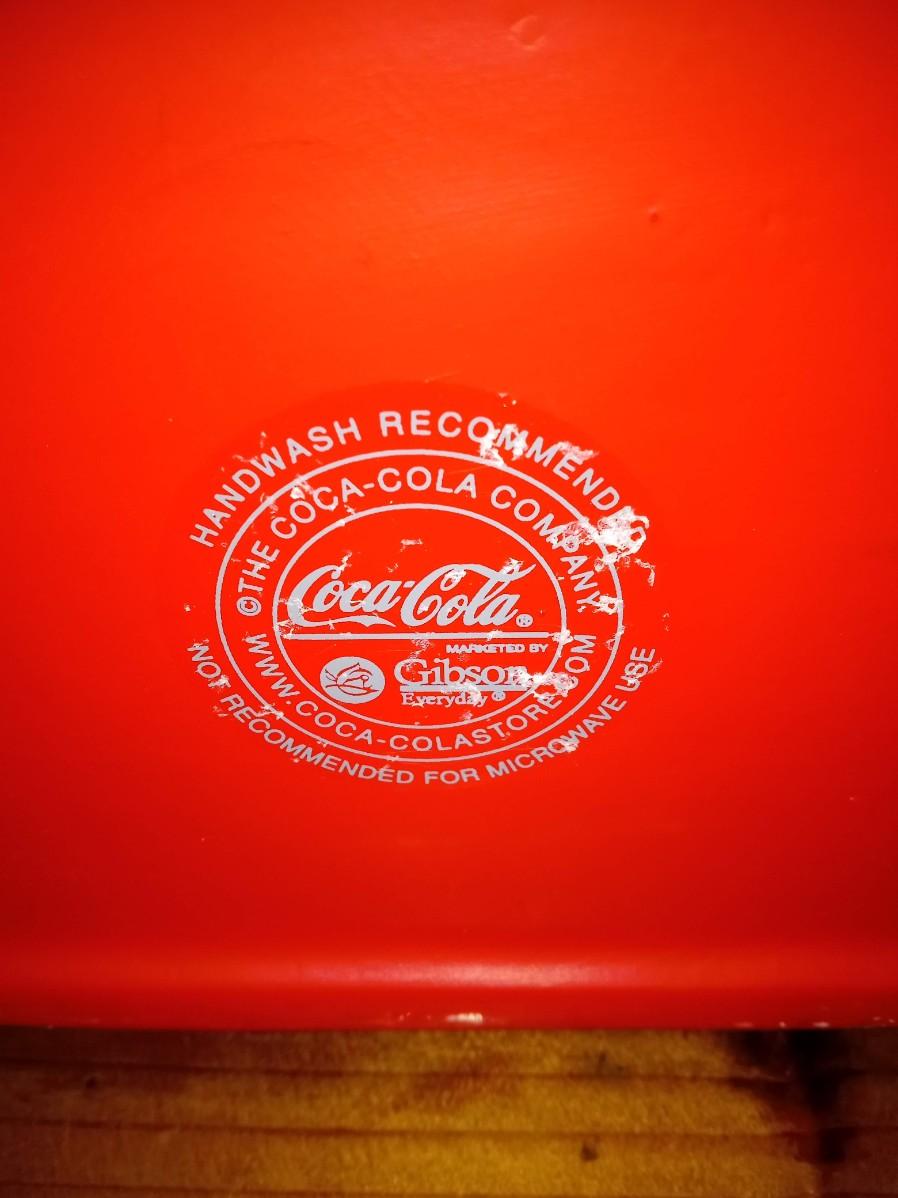 HANDWASH RECOMMENDED
©THE COCA-COLA COMPANY
Coca-Cola®
MARKETED BY
Gibson
Everyday®
WWW.COCA-COLASTORE.COM
NOT RECOMMENDED FOR MICROWAVE USE